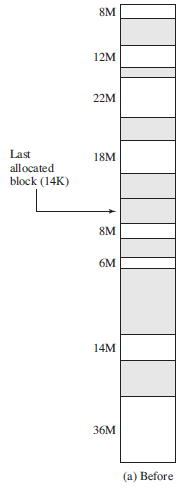 8M
12M
22M
Last
allocated
block (14K)
18M
8M
6M
14M
36M
(a) Before